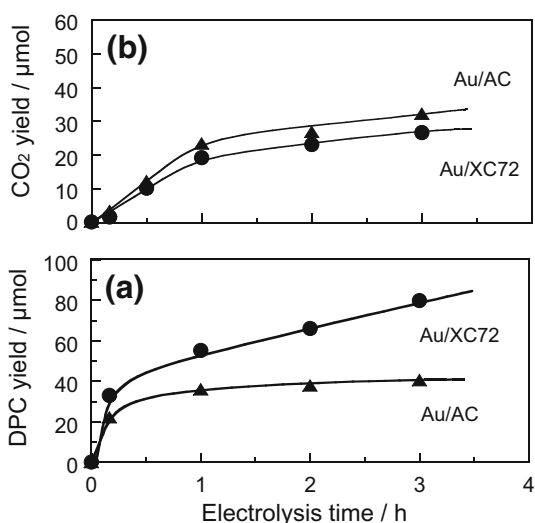 60
50
40
30
20
10
0
CO₂ yield / µmol
(b)
Au/AC
Au/XC72
100
80
60
40
20
0
DPC yield / µmol
(a)
Au/XC72
Au/AC
0 1 2 3 4
Electrolysis time / h